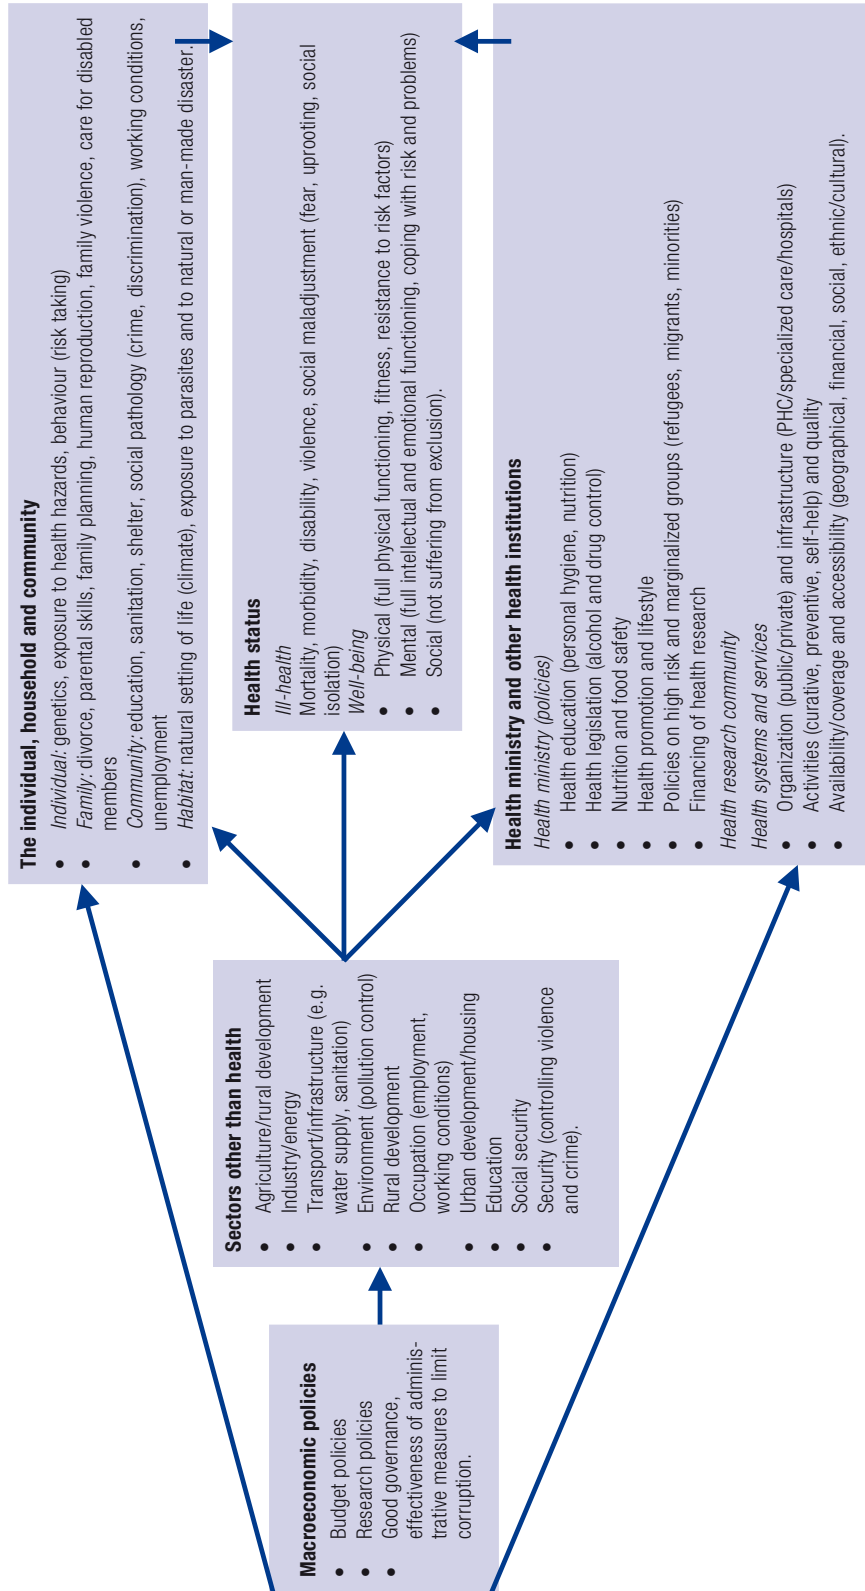 The individual, household and community
• Individual: genetics, exposure to health hazards, behaviour (risk taking)
• Family: divorce, parental skills, family planning, human reproduction, family violence, care for disabled
members
• Community: education, sanitation, shelter, social pathology (crime, discrimination), working conditions,
unemployment
• Habitat: natural setting of life (climate), exposure to parasites and to natural or man-made disaster.
Health status
Ill-health
Mortality, morbidity, disability, violence, social maladjustment (fear, uprooting, social
isolation)
Well-being
• Physical (full physical functioning, fitness, resistance to risk factors)
• Mental (full intellectual and emotional functioning, coping with risk and problems)
• Social (not suffering from exclusion).
Health ministry and other health institutions
Health ministry (policies)
• Health education (personal hygiene, nutrition)
• Health legislation (alcohol and drug control)
• Nutrition and food safety
• Health promotion and lifestyle
• Policies on high risk and marginalized groups (refugees, migrants, minorities)
• Financing of health research
Health research community
Health systems and services
• Organization (public/private) and infrastructure (PHC/specialized care/hospitals)
• Activities (curative, preventive, self-help) and quality
• Availability/coverage and accessibility (geographical, financial, social, ethnic/cultural).
Sectors other than health
• Agriculture/rural development
• Industry/energy
• Transport/infrastructure (e.g.
water supply, sanitation)
• Environment (pollution control)
• Rural development
• Occupation (employment,
working conditions)
• Urban development/housing
• Education
• Social security
• Security (controlling violence
and crime).
Macroeconomic policies
• Budget policies
• Research policies
• Good governance,
effectiveness of adminis-
trative measures to limit
corruption.